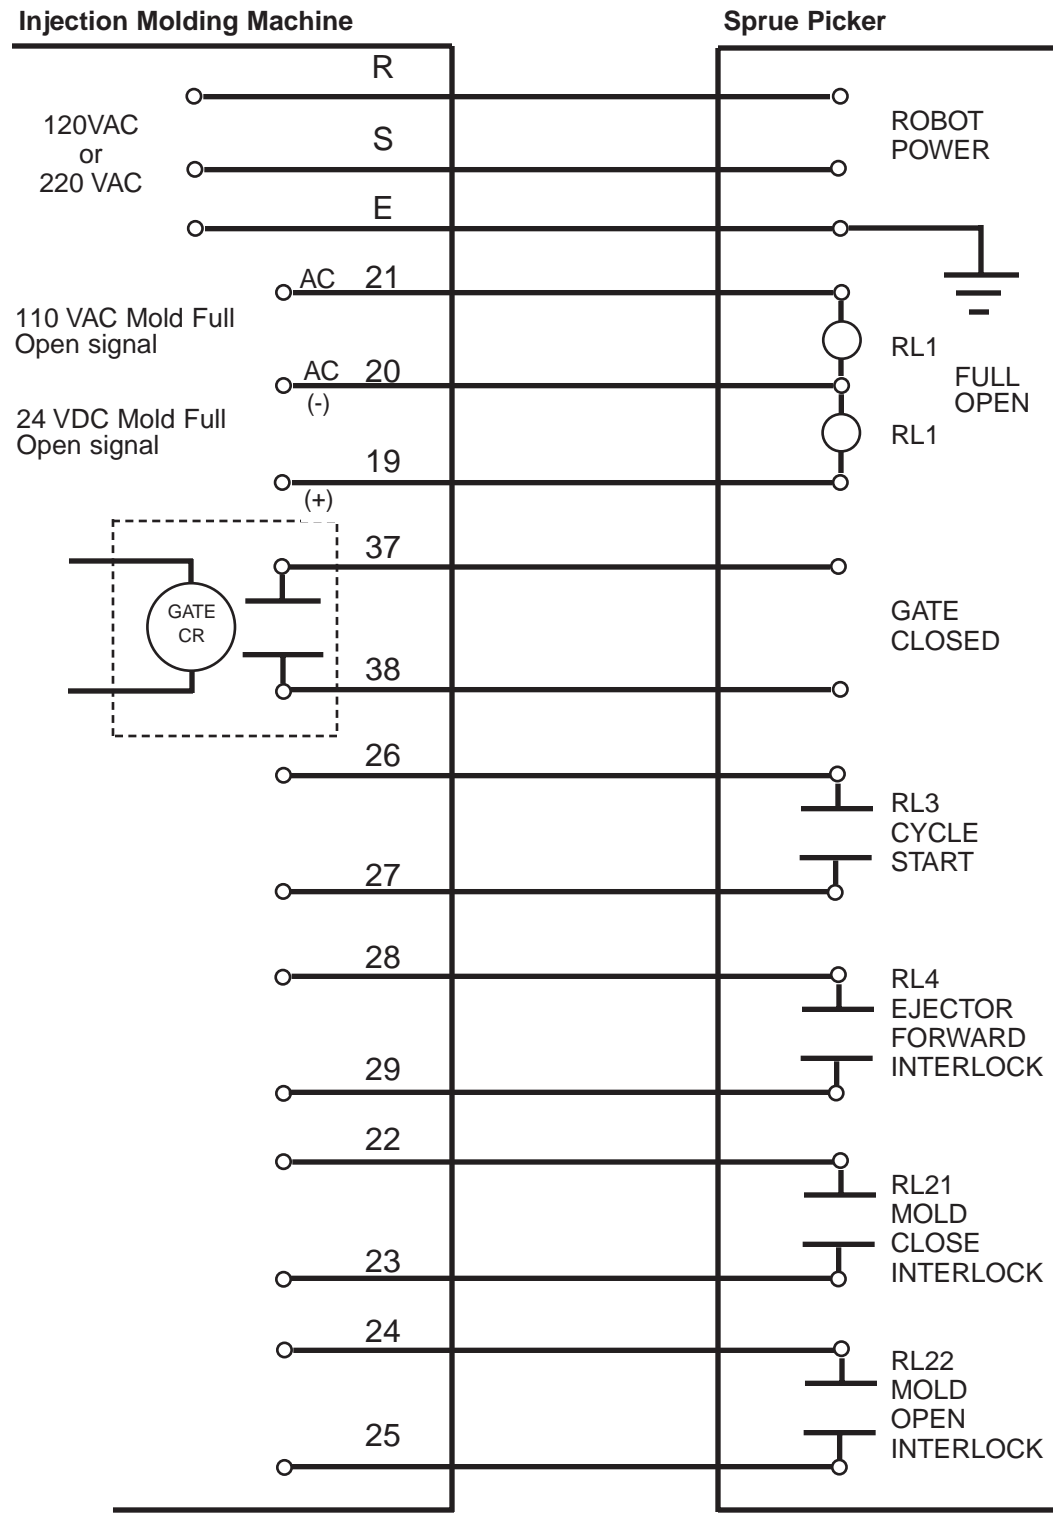 Injection Molding Machine
Sprue Picker
R
120VAC
or
220 VAC
S
E
ROBOT
POWER
AC 21
110 VAC Mold Full
Open signal
RL1
AC 20
(-)
FULL
OPEN
24 VDC Mold Full
Open signal
RL1
19
(+)
37
GATE
CR
GATE
CLOSED
38
26
RL3
CYCLE
START
27
28
RL4
EJECTOR
FORWARD
INTERLOCK
29
22
RL21
MOLD
CLOSE
INTERLOCK
23
24
RL22
MOLD
OPEN
INTERLOCK
25